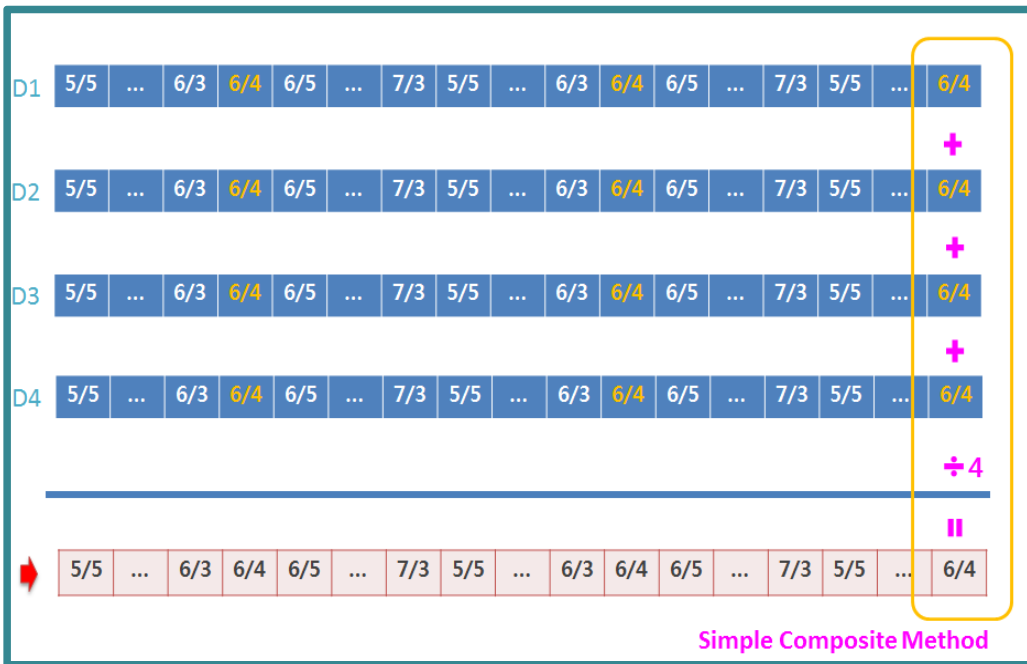 D1 5/5 ... 6/3 6/4 6/5 ... 7/3 5/5 ... 6/3 6/4 6/5 ... 7/3 5/5 ... 6/4
+
D2 5/5 ... 6/3 6/4 6/5 ... 7/3 5/5 ... 6/3 6/4 6/5 ... 7/3 5/5 ... 6/4
+
D3 5/5 ... 6/3 6/4 6/5 ... 7/3 5/5 ... 6/3 6/4 6/5 ... 7/3 5/5 ... 6/4
+
D4 5/5 ... 6/3 6/4 6/5 ... 7/3 5/5 ... 6/3 6/4 6/5 ... 7/3 5/5 ... 6/4
÷4
=
5/5 ... 6/3 6/4 6/5 ... 7/3 5/5 ... 6/3 6/4 6/5 ... 7/3 5/5 ... 6/4
Simple Composite Method